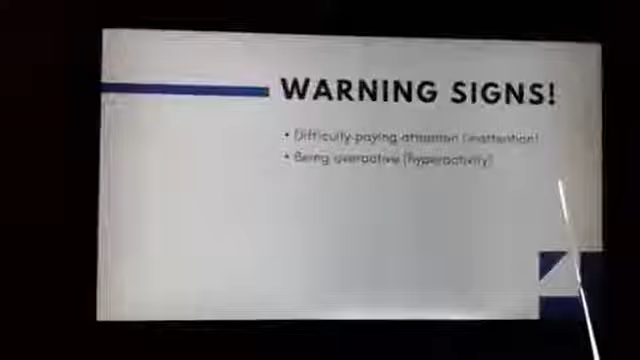 WARNING SIGNS!
• Difficulty paying attention (inattention)
• Being overactive (hyperactivity)